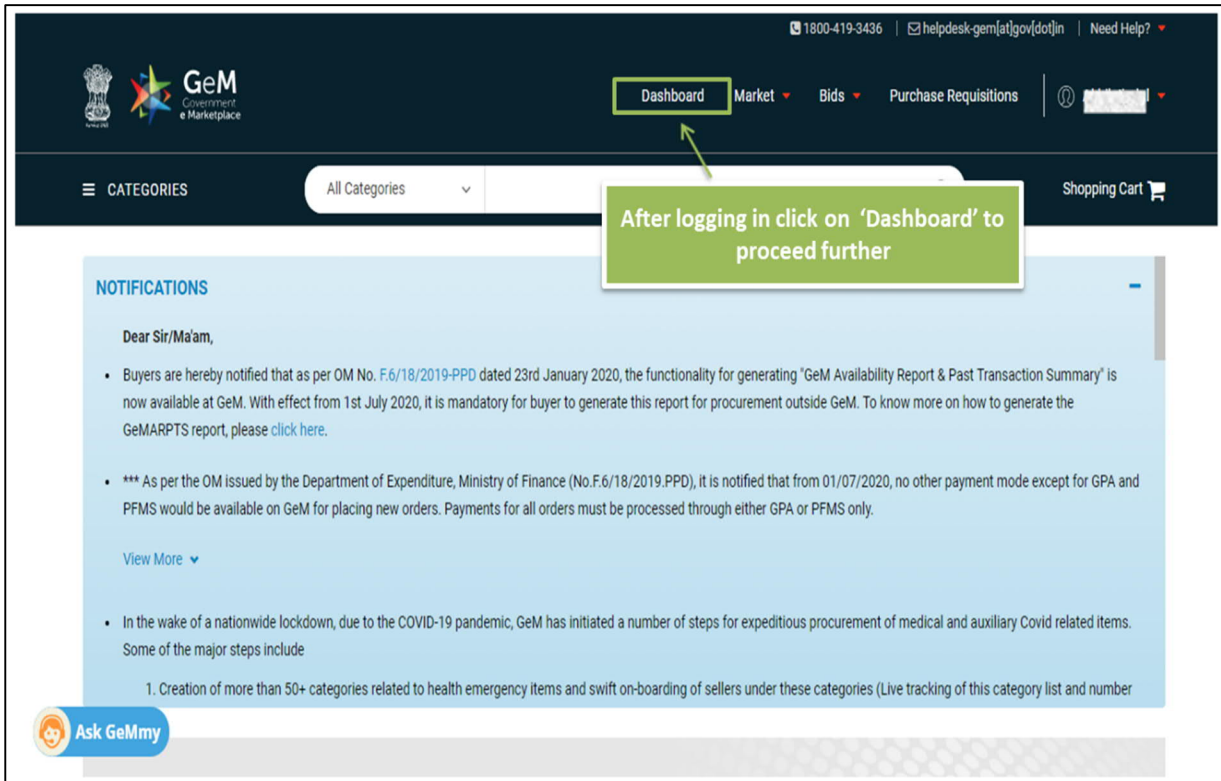 1800-419-3436 | helpdesk-gem[at]gov[dot]in | Need Help?
GeM
Government
e Marketplace
Dashboard Market Bids Purchase Requisitions
CATEGORIES All Categories Shopping Cart
After logging in click on ‘Dashboard’ to
proceed further
NOTIFICATIONS
Dear Sir/Ma'am,
• Buyers are hereby notified that as per OM No. F.6/18/2019-PPD dated 23rd January 2020, the functionality for generating "GeM Availability Report & Past Transaction Summary" is
now available at GeM. With effect from 1st July 2020, it is mandatory for buyer to generate this report for procurement outside GeM. To know more on how to generate the
GeMARPTS report, please click here.
• *** As per the OM issued by the Department of Expenditure, Ministry of Finance (No.F.6/18/2019.PPD), it is notified that from 01/07/2020, no other payment mode except for GPA and
PFMS would be available on GeM for placing new orders. Payments for all orders must be processed through either GPA or PFMS only.
View More
• In the wake of a nationwide lockdown, due to the COVID-19 pandemic, GeM has initiated a number of steps for expeditious procurement of medical and auxiliary Covid related items.
Some of the major steps include
1. Creation of more than 50+ categories related to health emergency items and swift on-boarding of sellers under these categories (Live tracking of this category list and number
Ask GeMmy